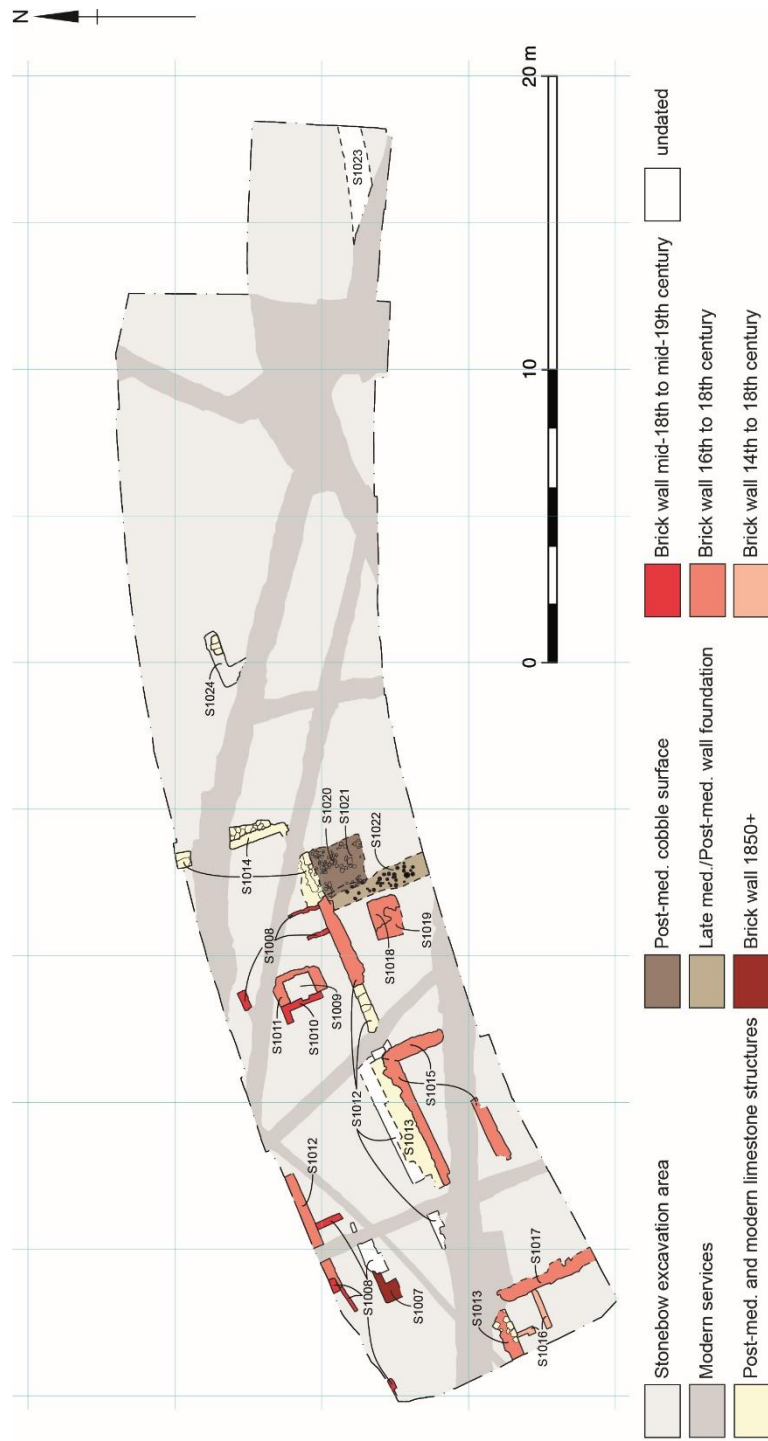 N
S1023
S1024
S1014
S1020
S1021
S1022
S1008
S1018
S1019
S1011
S1010
S1009
S1012
S1013
S1015
S1012
S1008
S1007
S1013
S1016
S1017
0
10
20 m
Stonebow excavation area
Modern services
Post-med. and modern limestone structures
Post-med. cobble surface
Late med./Post-med. wall foundation
Brick wall 1850+
Brick wall mid-18th to mid-19th century
Brick wall 16th to 18th century
Brick wall 14th to 18th century
undated